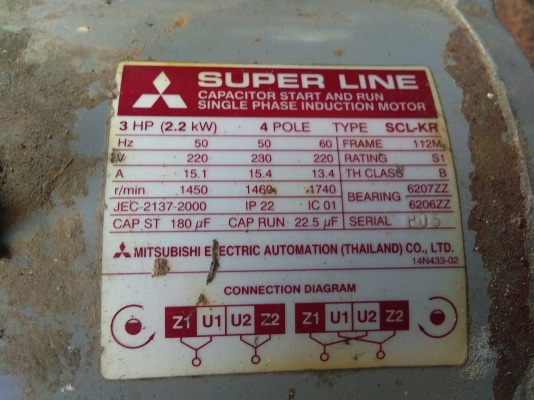 SUPER LINE
CAPACITOR START AND RUN
SINGLE PHASE INDUCTION MOTOR
3 HP (2.2 kW) 4 POLE TYPE SCL-KR
Hz 50 50 60 FRAME 112M
V 220 230 220 RATING S1
A 15.1 15.4 13.4 TH CLASS B
r/min 1450 1460 1740 BEARING 6207ZZ
JEC-2137-2000 IP 22 IC 01 6206ZZ
CAP ST 180 µF CAP RUN 22.5 µF SERIAL
MITSUBISHI ELECTRIC AUTOMATION (THAILAND) CO., LTD.
14N433-02
CONNECTION DIAGRAM
Z1 U1 U2 Z2 Z1 U1 U2 Z2